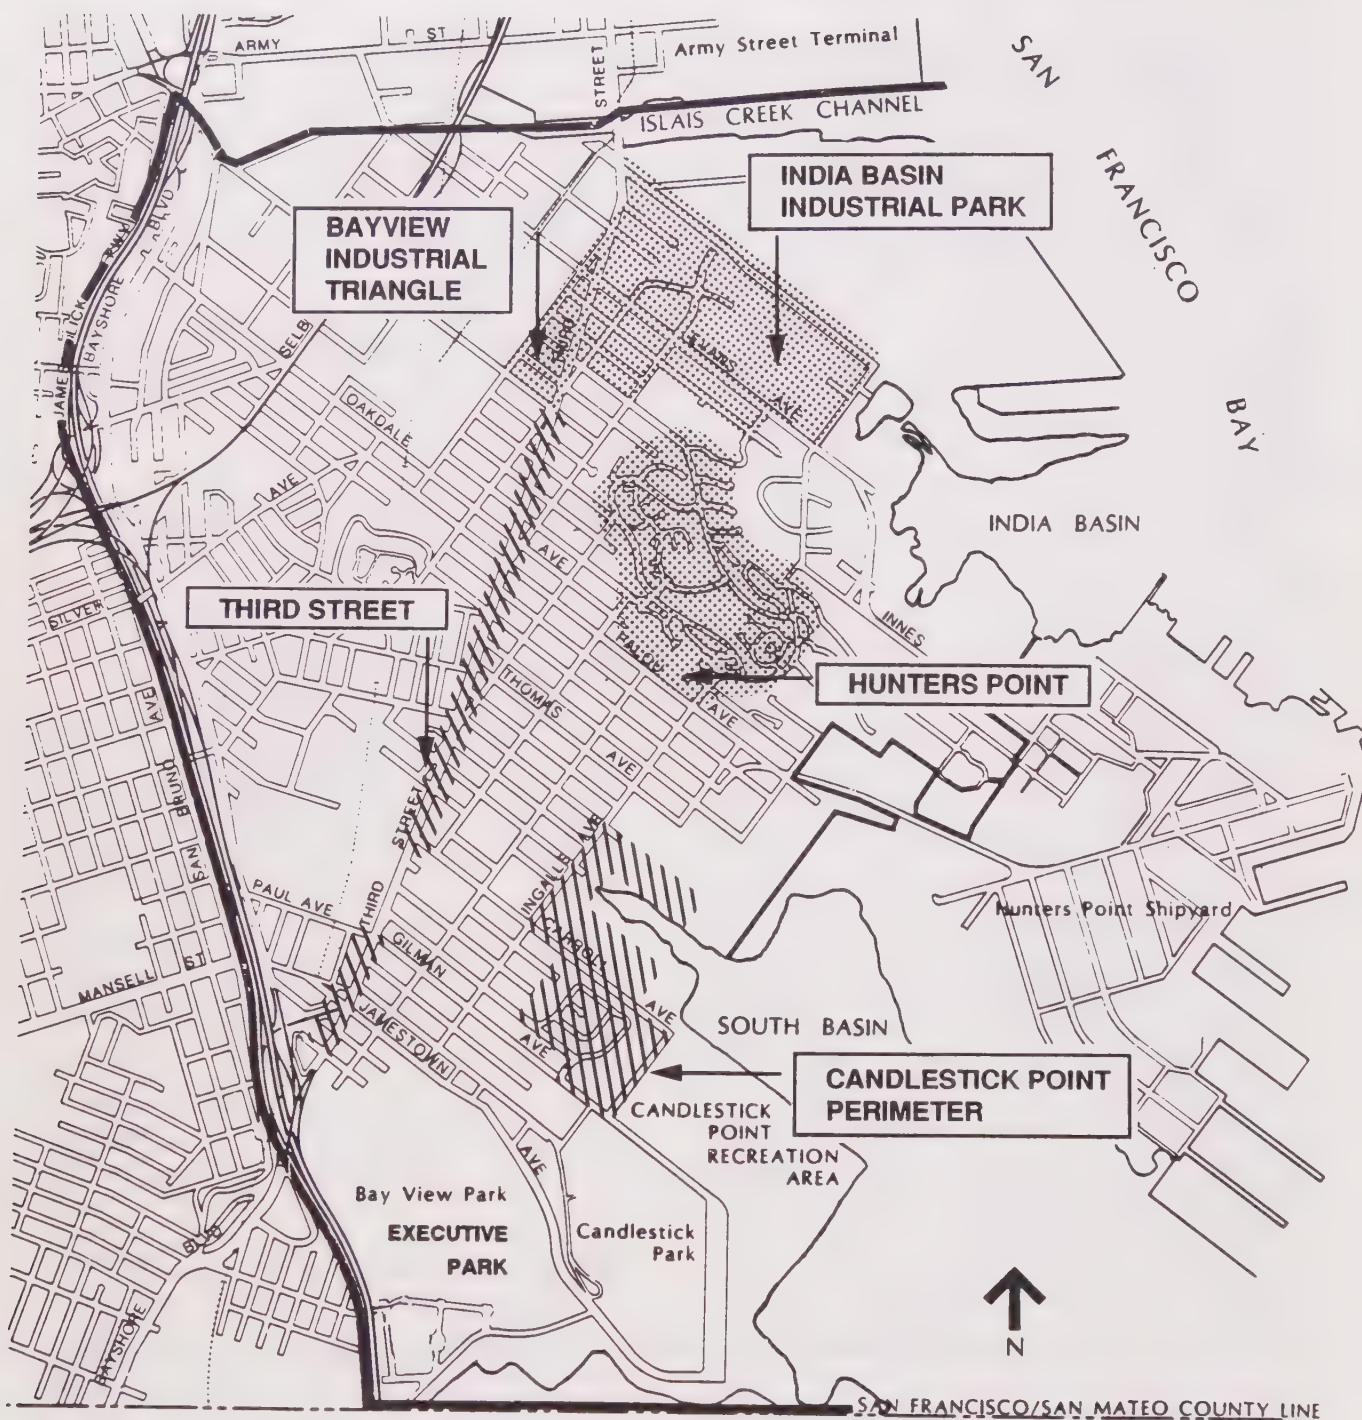 ARMY
ST
STREET
Army Street Terminal
SAN
FRANCISCO
BAY
ISLAIS CREEK CHANNEL
INDIA BASIN
INDUSTRIAL PARK
BAYVIEW
INDUSTRIAL
TRIANGLE
BLVD
BAYSHORE
LICK
JAMES
THIRD
EVANS
AVE
OAKDALE
AVE
INDIA BASIN
AVE
THIRD STREET
SILVER
INNES
PALOU
AVE
HUNTERS POINT
THOMAS
AVE
AVE
BRUNO
SAN
STREET
THIRD
PAUL AVE
INGALLS
AVE
CARROLL
AVE
GILMAN
AVE
Hunters Point Shipyard
MANSELL ST
JAMESTOWN
AVE
SOUTH BASIN
CANDLESTICK POINT
PERIMETER
CANDLESTICK
POINT
RECREATION
AREA
Bay View Park
EXECUTIVE
PARK
Candlestick
Park
BLVD
BAYSHORE
N
SAN FRANCISCO/SAN MATEO COUNTY LINE